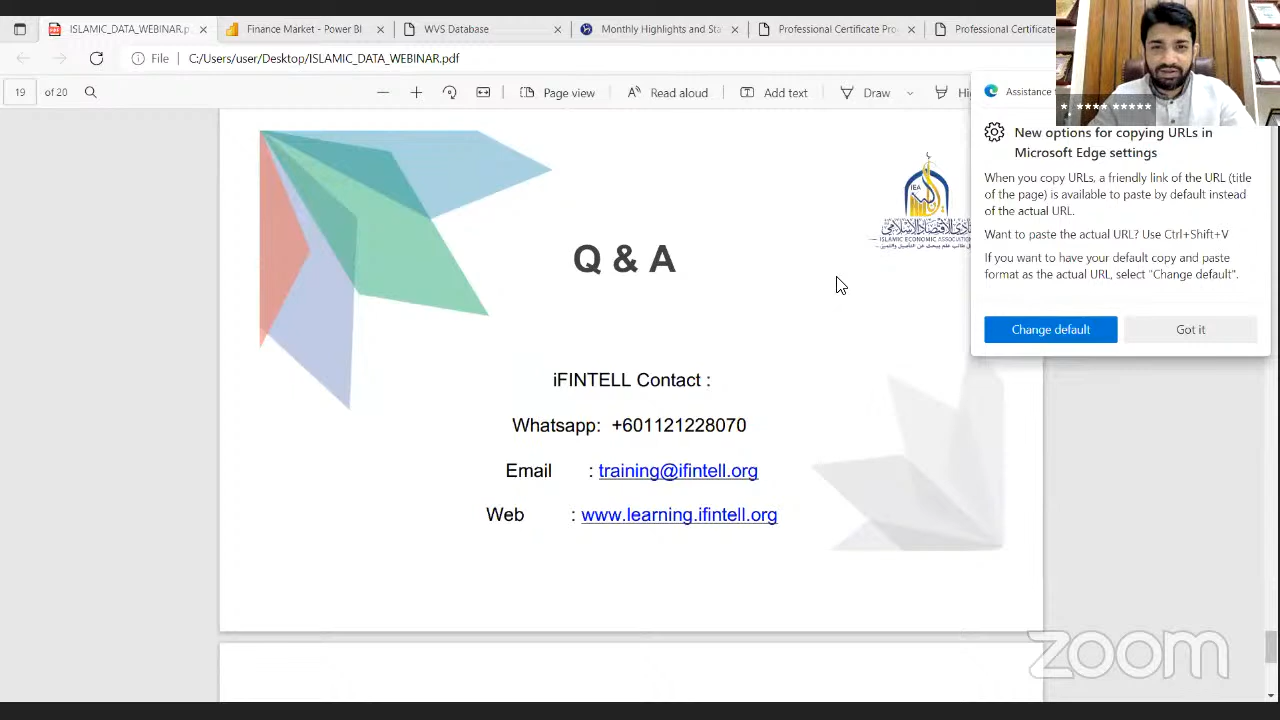 ISLAMIC_DATA_WEBINAR.p
Finance Market - Powere
WVS Database
Monthly Highlights and Sta
Professional Certificate Pro
Professional Certificate
File
C:/Users/user/Desktop/ISLAMIC_DATA_WEBINAR.pdf
19 of 20
Page view
Read aloud
Add text
Draw
Hi
Assistance
*. **** *****
New options for copying URLs in
Microsoft Edge settings
When you copy URLs, a friendly link of the URL (title
of the page) is available to paste by default instead
of the actual URL.
Want to paste the actual URL? Use Ctrl+Shift+V
If you want to have your default copy and paste
format as the actual URL, select "Change default".
Change default
Got it
IEA
ISLAMIC ECONOMIC ASSOCIATION
Q & A
iFINTELL Contact :
Whatsapp: +601121228070
Email : training@ifintell.org
Web : www.learning.ifintell.org
zoom